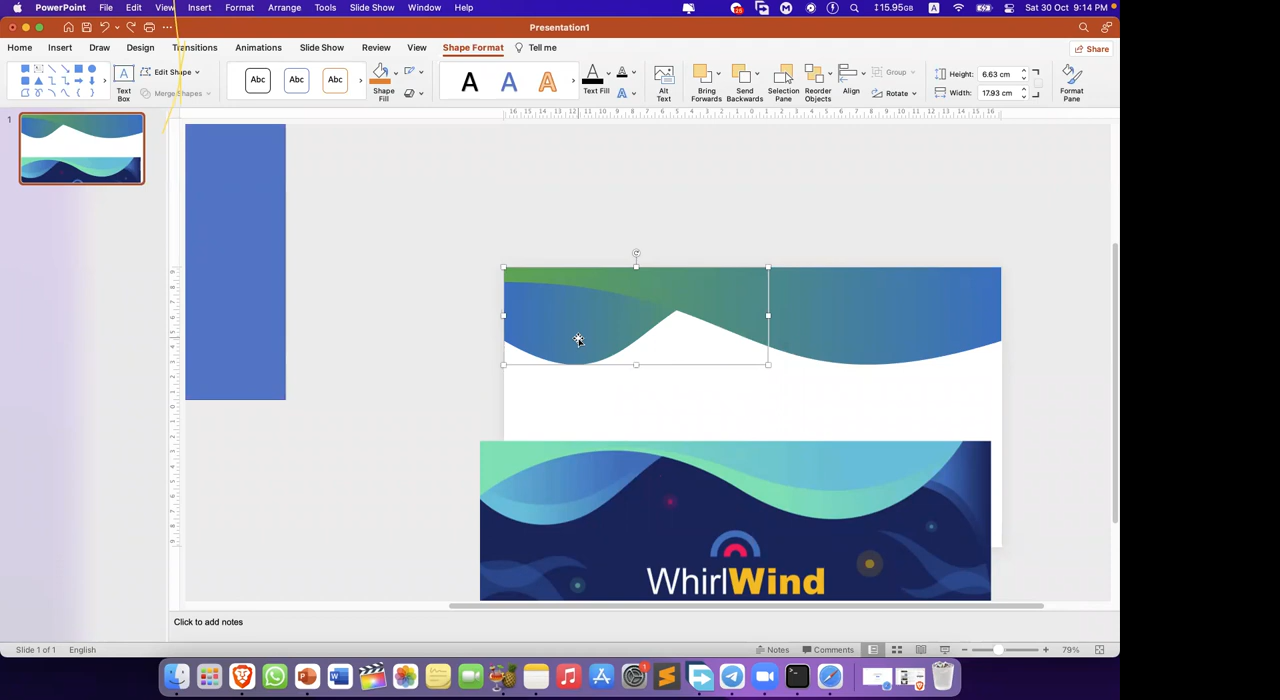 PowerPoint File Edit View Insert Format Arrange Tools Slide Show Window Help 15.95GB A Sat 30 Oct 9:14 PM
Presentation1
Home Insert Draw Design Transitions Animations Slide Show Review View Shape Format Tell me Share
Text Box
Edit Shape
Merge Shapes
Abc Abc Abc
Shape Fill
A A A
Text Fill
Alt Text
Bring Forwards
Send Backwards
Selection Pane
Reorder Objects
Align
Group
Rotate
Height: 6.63 cm
Width: 17.93 cm
Format Pane
1
WhirlWind
Click to add notes
Slide 1 of 1 English Notes Comments 79%